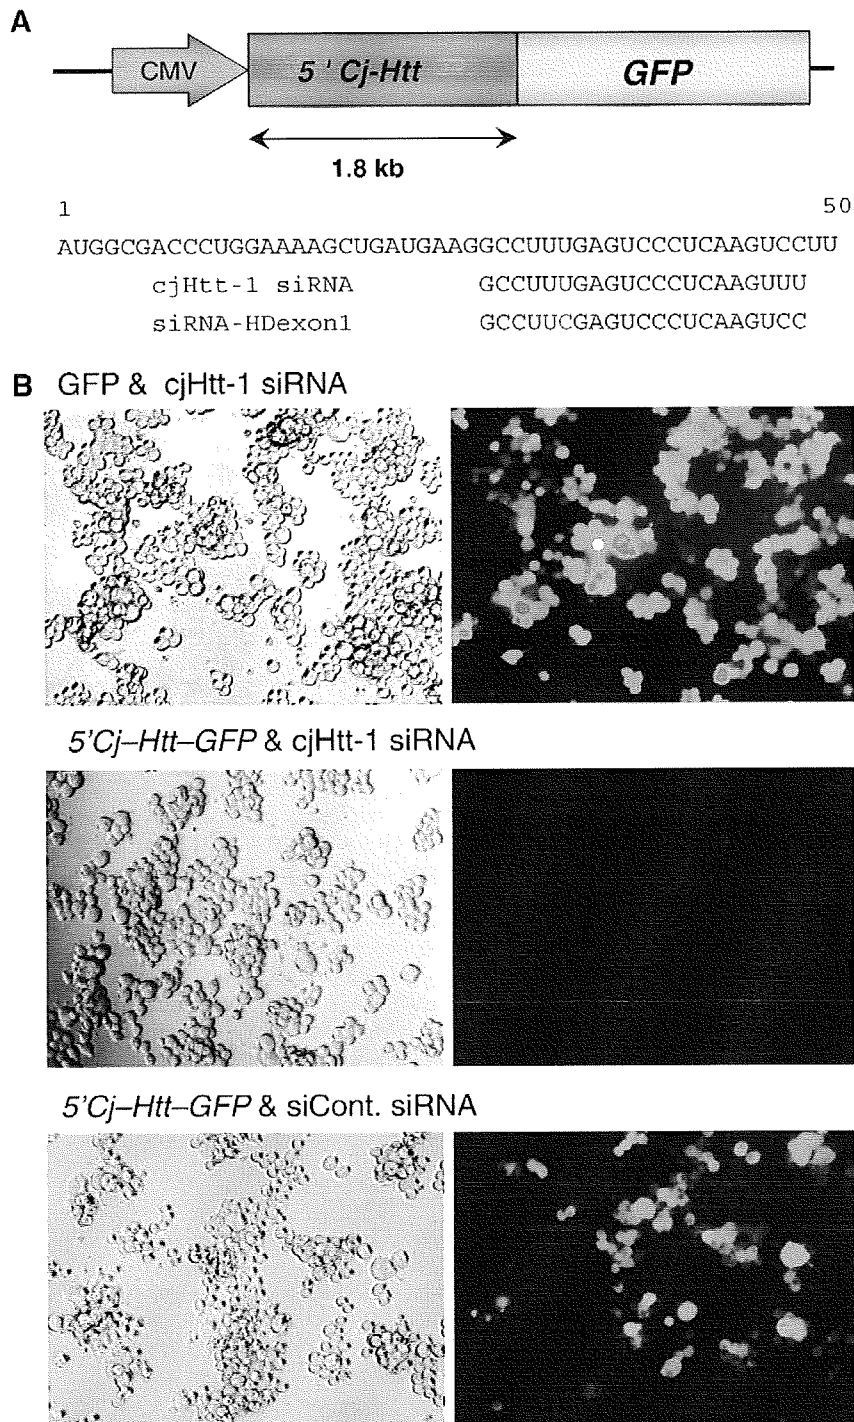 A
CMV
5 ' Cj-Htt
GFP
1.8 kb
1 50
AUGGCGACCCUGGAAAAGCUGAUGAAGGCCUUUGAGUCCCUCAAGUCCUU
cjHtt-1 siRNA GCCUUUGAGUCCCUCAAGUUU
siRNA-HDexon1 GCCUUCGAGUCCCUCAAGUCC
B GFP & cjHtt-1 siRNA
5'Cj–Htt–GFP & cjHtt-1 siRNA
5'Cj–Htt–GFP & siCont. siRNA